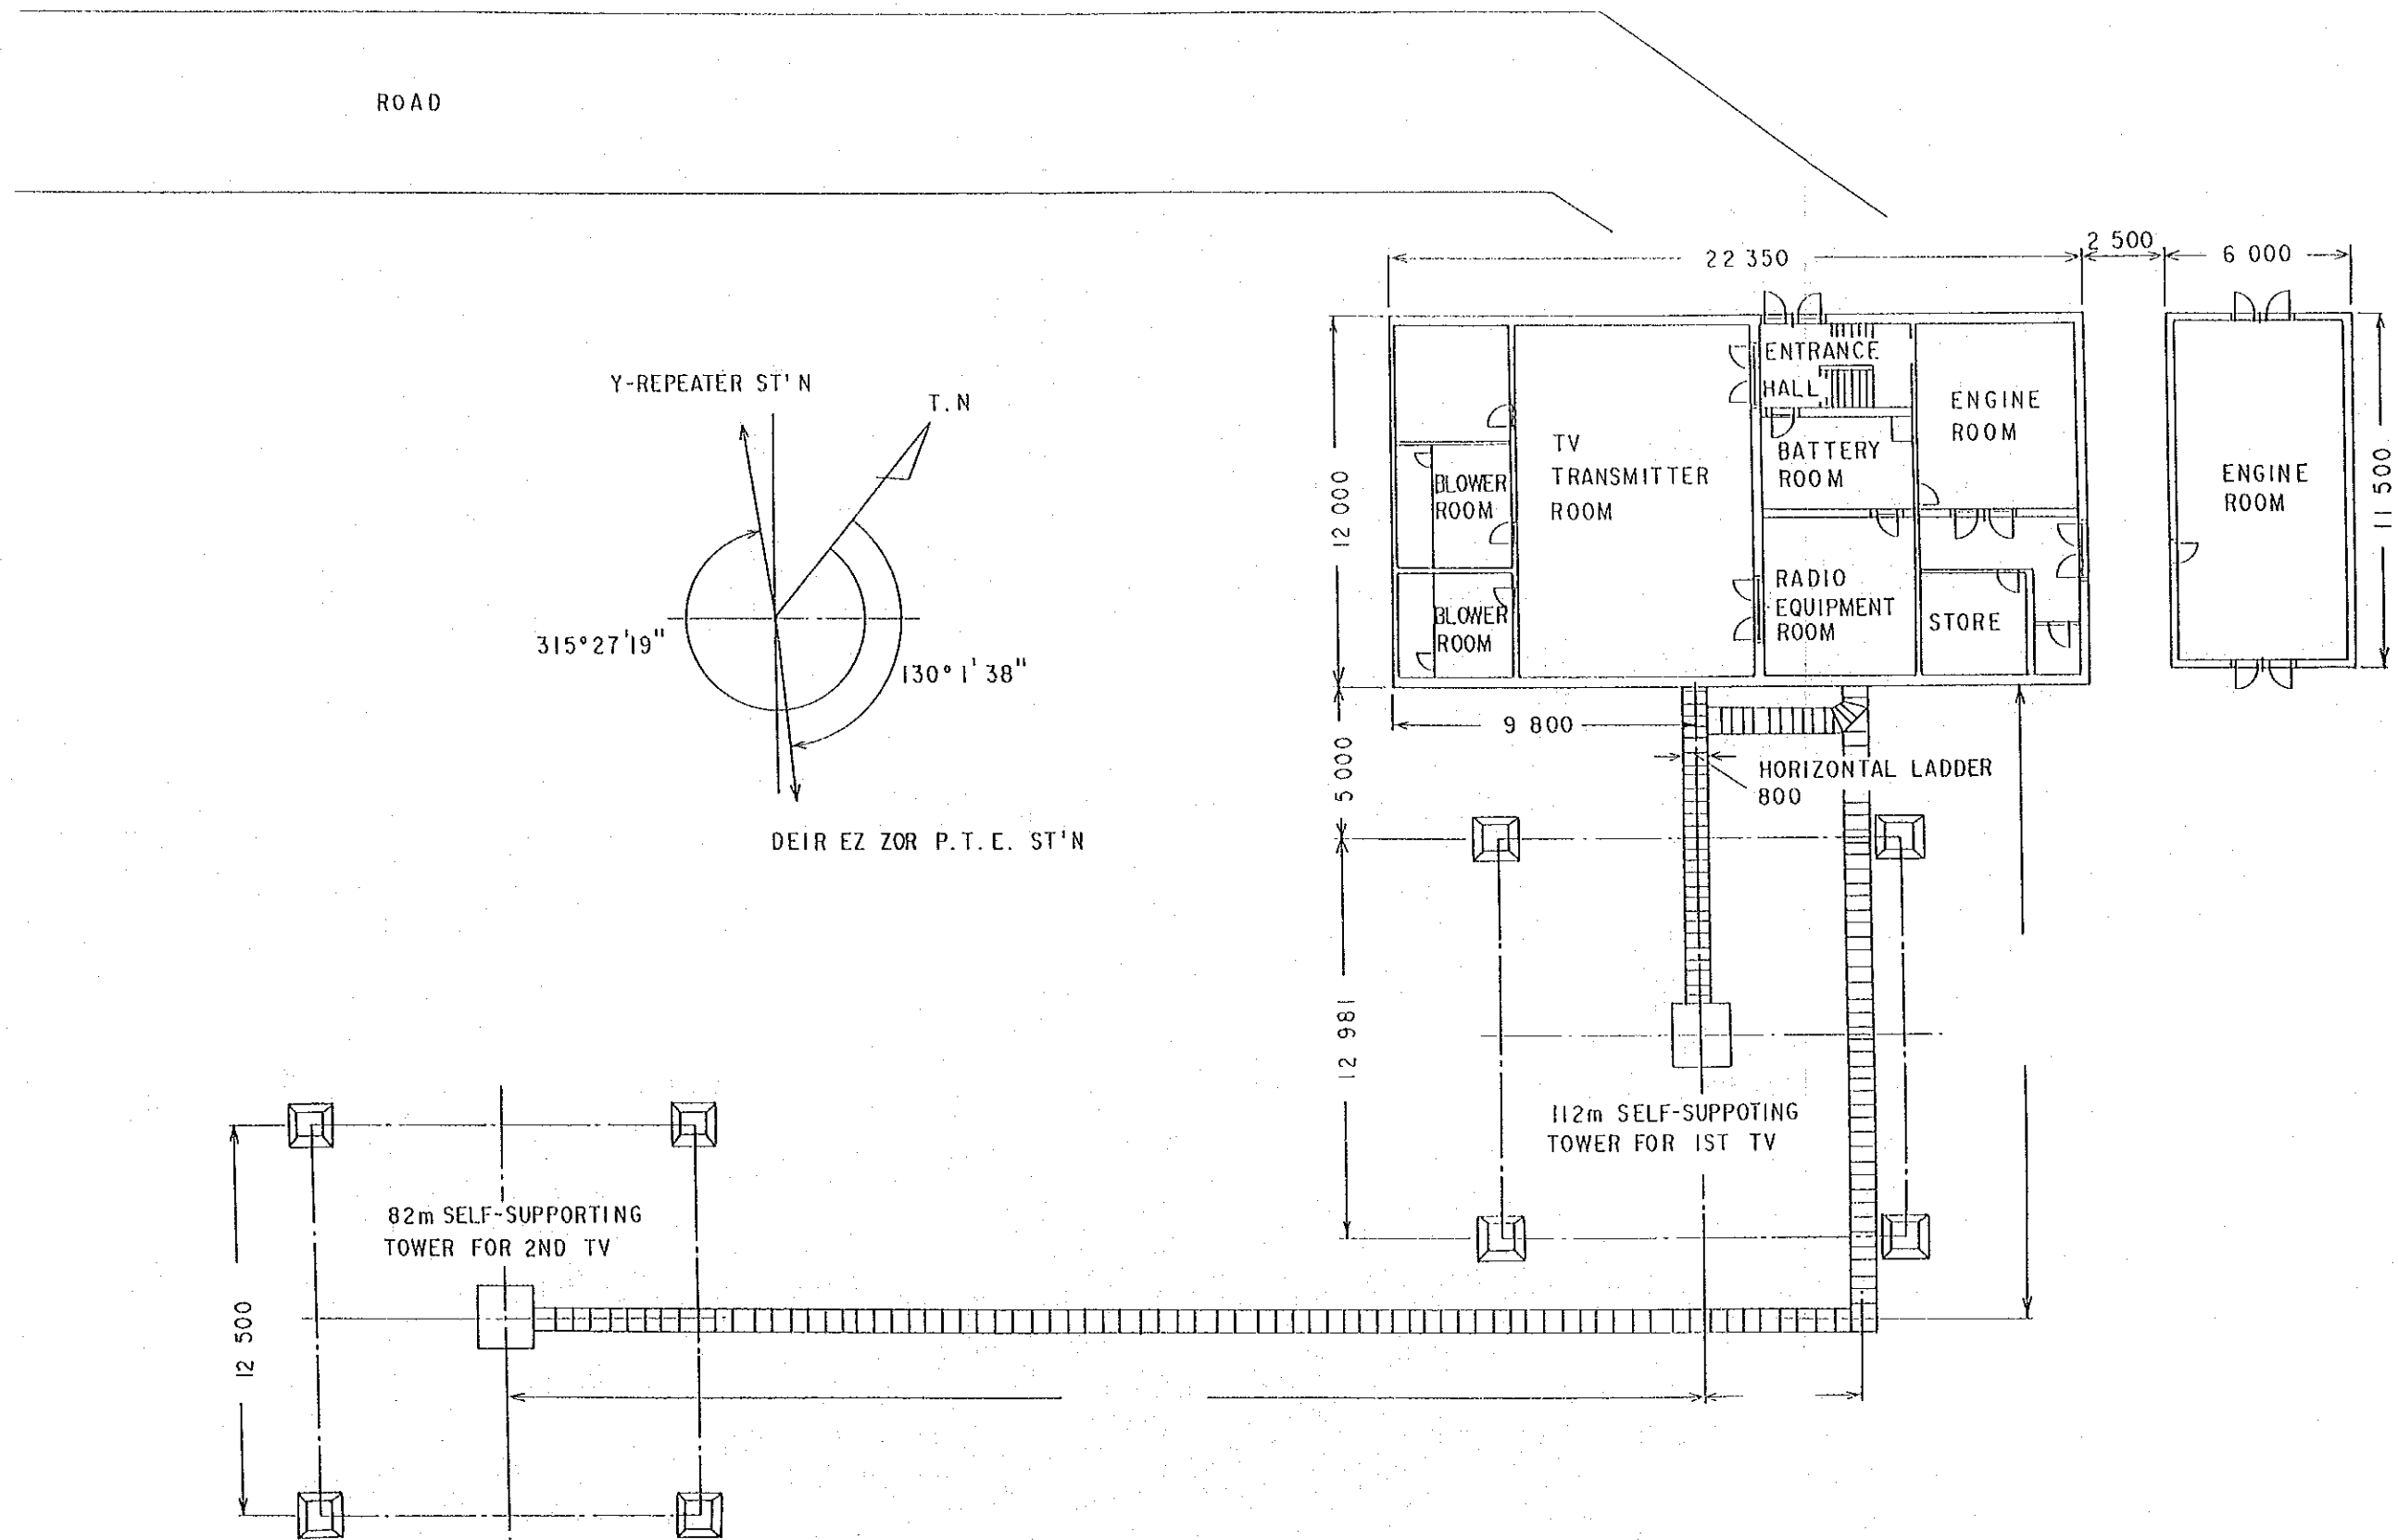 ROAD
2 500
22 350
6 000
Y-REPEATER ST'N
T.N
ENTRANCE
HALL
ENGINE
ROOM
TV
TRANSMITTER
ROOM
BATTERY
ROOM
BLOWER
ROOM
ENGINE
ROOM
11 500
12 000
RADIO
EQUIPMENT
ROOM
STORE
BLOWER
ROOM
315°27'19"
130°1'38"
9 800
5 000
HORIZONTAL LADDER
800
DEIR EZ ZOR P.T.E. ST'N
12 981
112m SELF-SUPPOTING
TOWER FOR 1ST TV
82m SELF-SUPPORTING
TOWER FOR 2ND TV
12 500